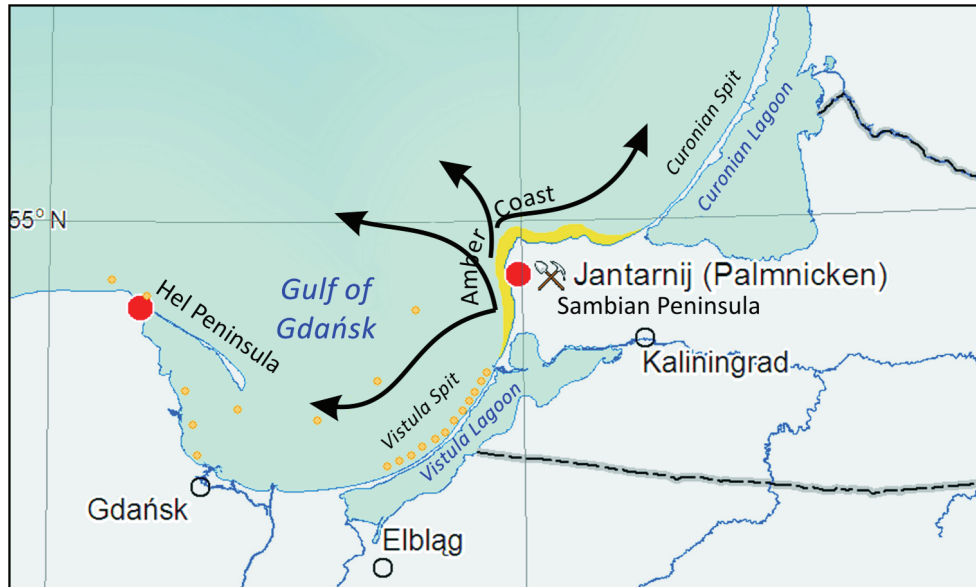 Curonian Spit
Curonian Lagoon
55° N
Coast
Amber
Jantarnij (Palmnicken)
Sambian Peninsula
Gulf of
Gdańsk
Hel Peninsula
Kaliningrad
Vistula Spit
Vistula Lagoon
Gdańsk
Elbląg